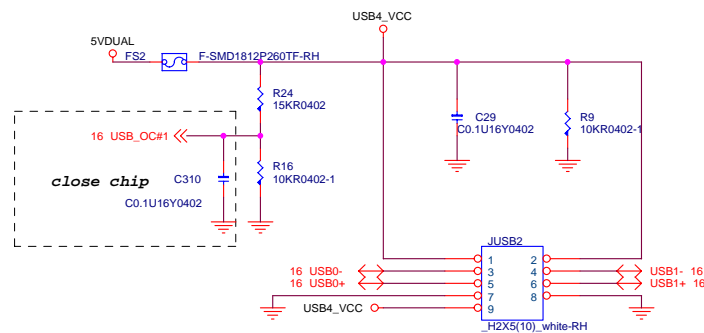 USB4_VCC
5VDUAL
FS2 F-SMD1812P260TF-RH
R24
15KR0402
C29
C0.1U16Y0402
R9
10KR0402-1
16 USB_OC#1
R16
10KR0402-1
close chip
C310
C0.1U16Y0402
JUSB2
1 2
16 USB0- 3 4 USB1- 16
16 USB0+ 5 6 USB1+ 16
7 8
USB4_VCC 9
_H2X5(10)_white-RH